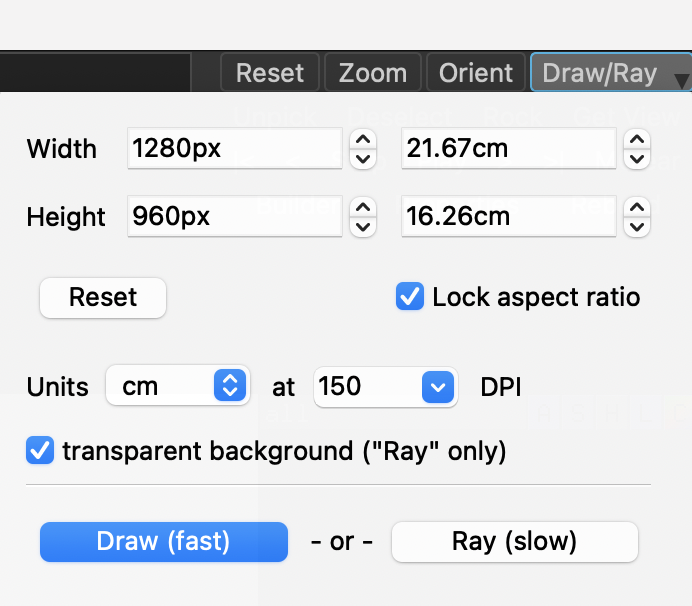 Reset Zoom Orient Draw/Ray
Width 1280px 21.67cm
Height 960px 16.26cm
Reset Lock aspect ratio
Units cm at 150 DPI
transparent background ("Ray" only)
Draw (fast) - or - Ray (slow)